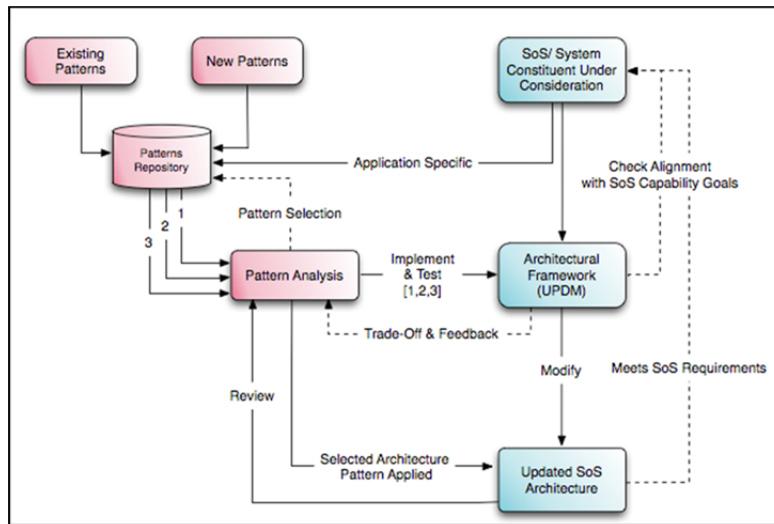 Existing
Patterns
New Patterns
SoS/ System
Constituent Under
Consideration
Patterns
Repository
Application Specific
Check Alignment
with SoS Capability Goals
1
2
3
Pattern Selection
Pattern Analysis
Implement
& Test
[1,2,3]
Architectural
Framework
(UPDM)
Trade-Off & Feedback
Review
Modify
Meets SoS Requirements
Selected Architecture
Pattern Applied
Updated SoS
Architecture